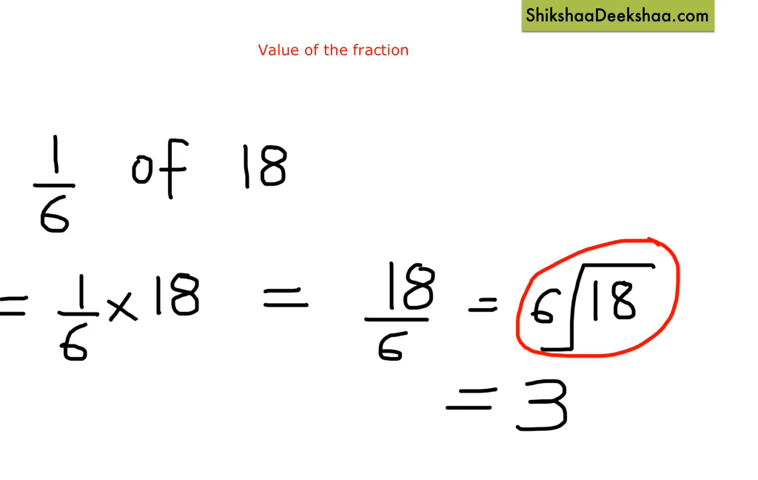 ShikshaaDeekshaa.com
Value of the fraction
1/6 of 18
= 1/6 × 18 = 18/6 = 6√18
= 3